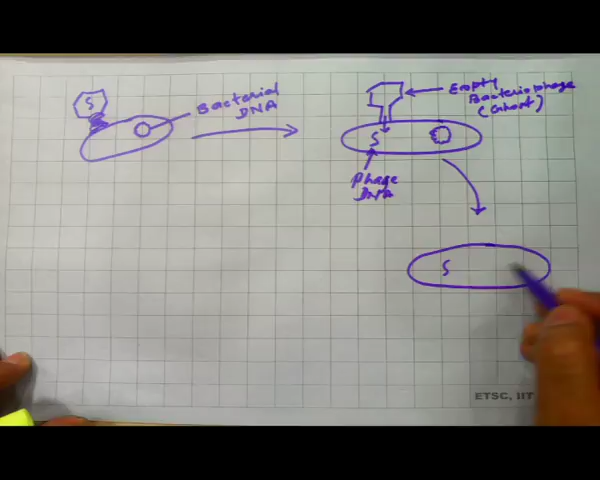 S
Bacterial
DNA
Empty
Bacteriophage
(Ghost)
S
Phage
DNA
S
ETSC, IIT